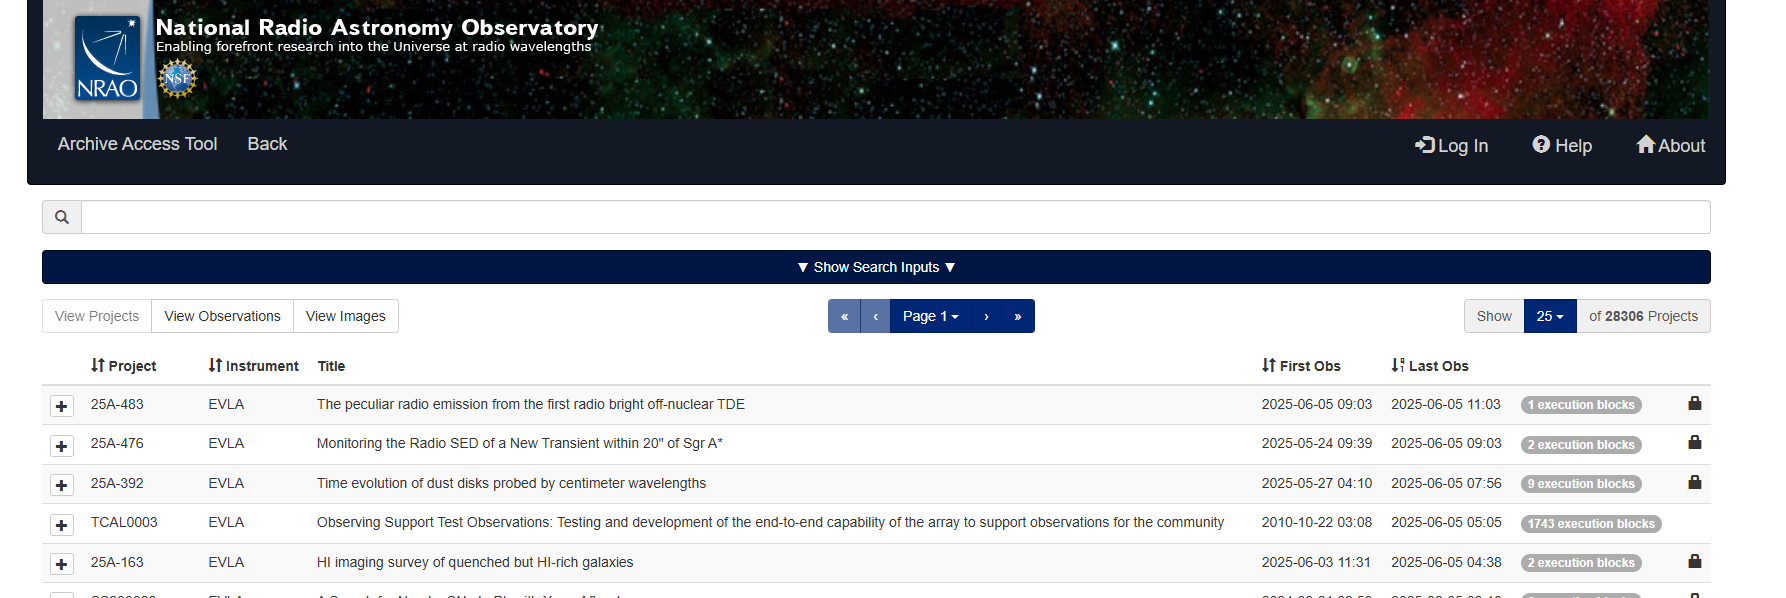 National Radio Astronomy Observatory
Enabling forefront research into the Universe at radio wavelengths
NRAO
NSF
Archive Access Tool Back Log In Help About
▼ Show Search Inputs ▼
View Projects View Observations View Images « ‹ Page 1 › » Show 25 of 28306 Projects
Project Instrument Title First Obs Last Obs
25A-483 EVLA The peculiar radio emission from the first radio bright off-nuclear TDE 2025-06-05 09:03 2025-06-05 11:03 1 execution blocks
25A-476 EVLA Monitoring the Radio SED of a New Transient within 20" of Sgr A* 2025-05-24 09:39 2025-06-05 09:03 2 execution blocks
25A-392 EVLA Time evolution of dust disks probed by centimeter wavelengths 2025-05-27 04:10 2025-06-05 07:56 9 execution blocks
TCAL0003 EVLA Observing Support Test Observations: Testing and development of the end-to-end capability of the array to support observations for the community 2010-10-22 03:08 2025-06-05 05:05 1743 execution blocks
25A-163 EVLA HI imaging survey of quenched but HI-rich galaxies 2025-06-03 11:31 2025-06-05 04:38 2 execution blocks